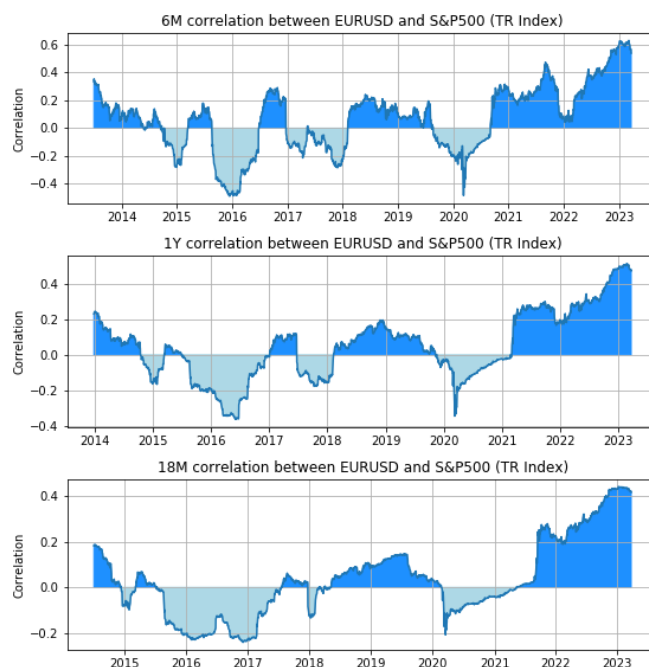 6M correlation between EURUSD and S&P500 (TR Index)
Correlation
0.6
0.4
0.2
0.0
−0.2
−0.4
2014 2015 2016 2017 2018 2019 2020 2021 2022 2023
1Y correlation between EURUSD and S&P500 (TR Index)
Correlation
0.4
0.2
0.0
−0.2
−0.4
2014 2015 2016 2017 2018 2019 2020 2021 2022 2023
18M correlation between EURUSD and S&P500 (TR Index)
Correlation
0.4
0.2
0.0
−0.2
2015 2016 2017 2018 2019 2020 2021 2022 2023